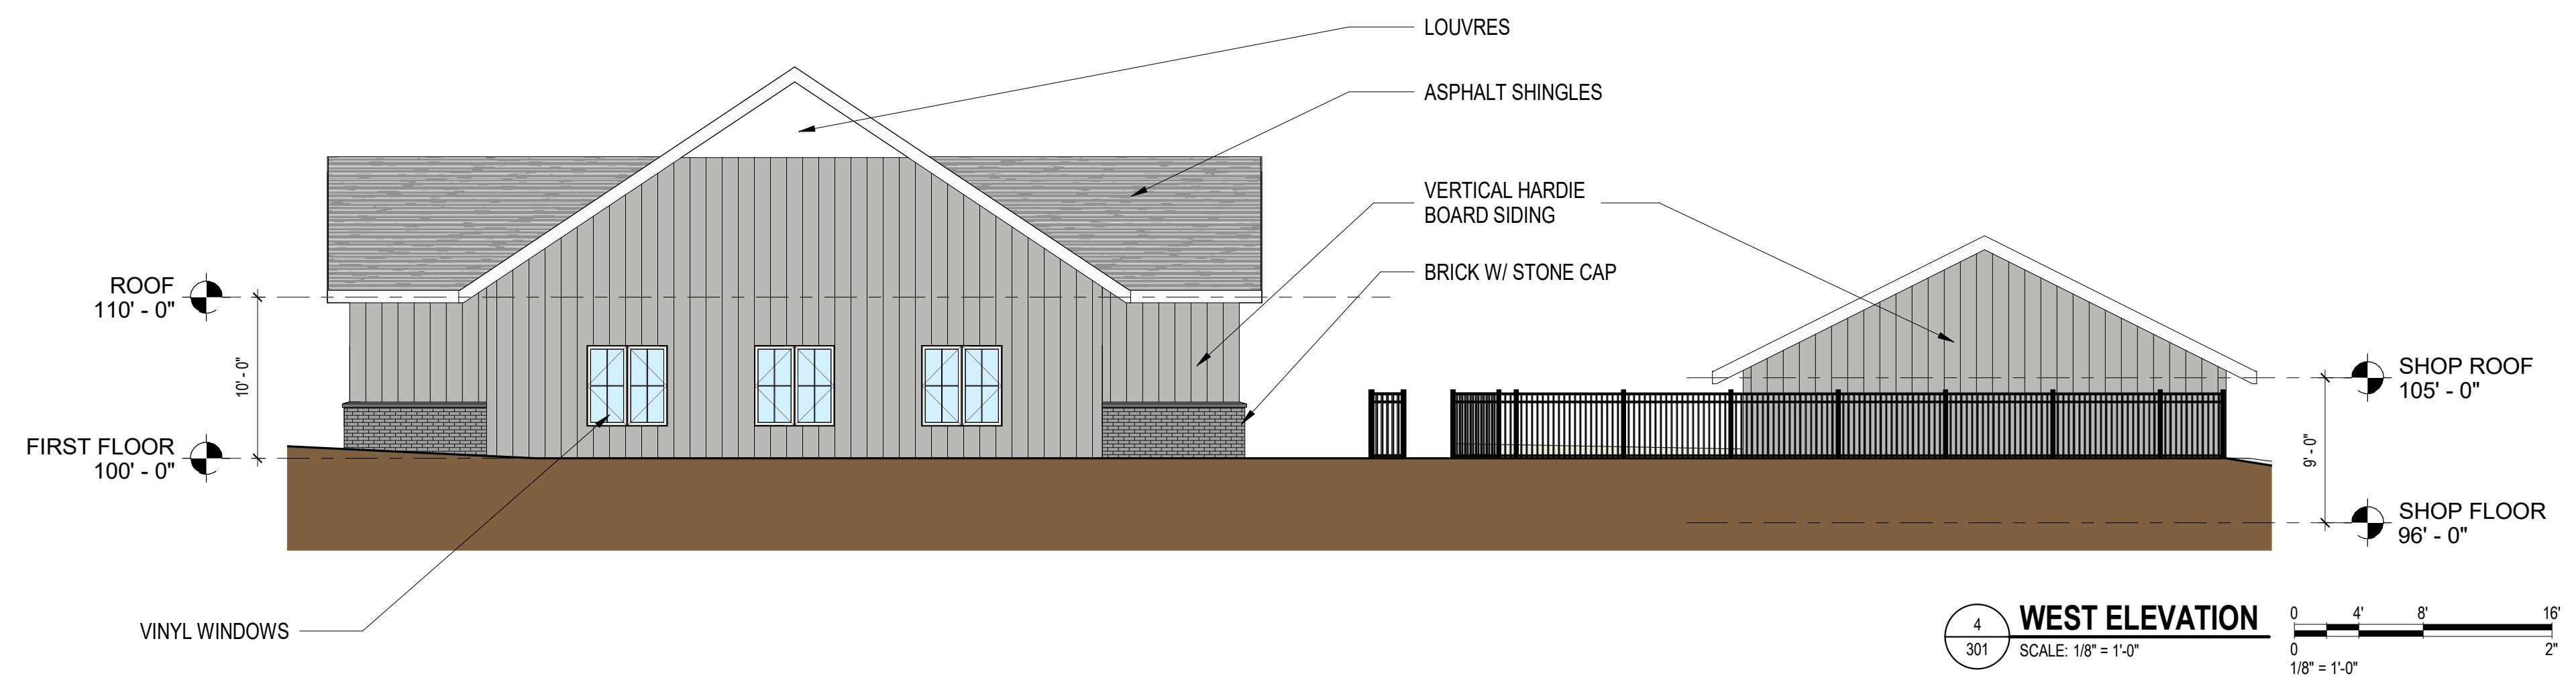 LOUVRES
ASPHALT SHINGLES
VERTICAL HARDIE
BOARD SIDING
BRICK W/ STONE CAP
ROOF
110' - 0"
10' - 0"
FIRST FLOOR
100' - 0"
VINYL WINDOWS
SHOP ROOF
105' - 0"
9' - 0"
SHOP FLOOR
96' - 0"
4
301
WEST ELEVATION
SCALE: 1/8" = 1'-0"
0 4' 8' 16'
0 2"
1/8" = 1'-0"